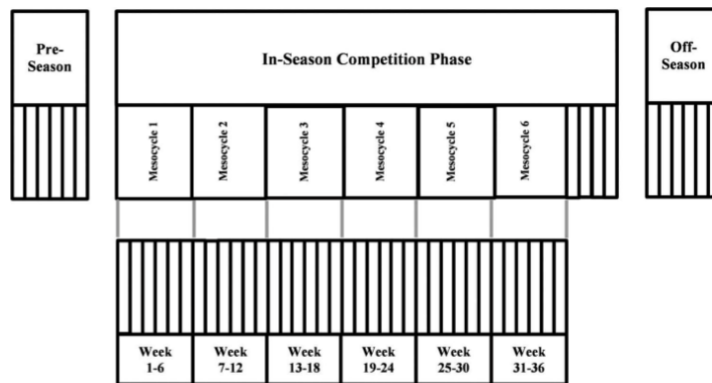 Pre-
Season
In-Season Competition Phase
Off-
Season
Mesocycle 1
Mesocycle 2
Mesocycle 3
Mesocycle 4
Mesocycle 5
Mesocycle 6
Week
1-6
Week
7-12
Week
13-18
Week
19-24
Week
25-30
Week
31-36